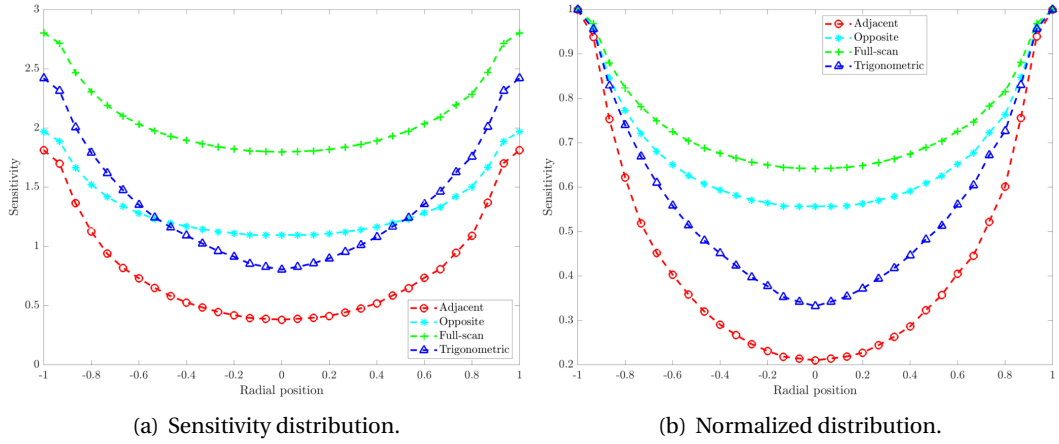 3
2.5
2
1.5
1
0.5
0
Sensitivity
-1 -0.8 -0.6 -0.4 -0.2 0 0.2 0.4 0.6 0.8 1
Radial position
Adjacent
Opposite
Full-scan
Trigonometric
(a) Sensitivity distribution.
1
0.9
0.8
0.7
0.6
0.5
0.4
0.3
0.2
Sensitivity
-1 -0.8 -0.6 -0.4 -0.2 0 0.2 0.4 0.6 0.8 1
Radial position
Adjacent
Opposite
Full-scan
Trigonometric
(b) Normalized distribution.